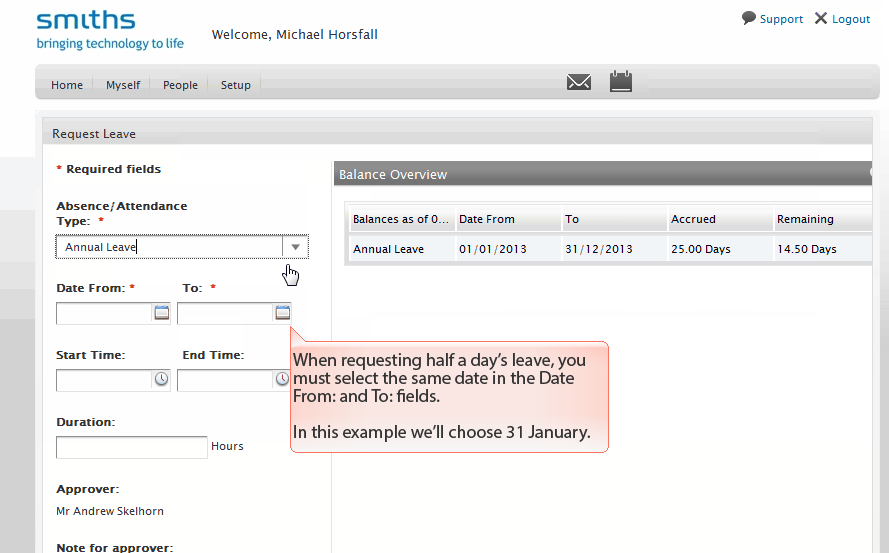 smiths
bringing technology to life
Welcome, Michael Horsfall
Support
Logout
Home
Myself
People
Setup
Request Leave
* Required fields
Absence/Attendance
Type: *
Annual Leave
Date From: *
To: *
Start Time:
End Time:
Duration:
Hours
Approver:
Mr Andrew Skelhorn
Note for approver:
Balance Overview
Balances as of 0... Date From To Accrued Remaining
Annual Leave 01/01/2013 31/12/2013 25.00 Days 14.50 Days
When requesting half a day's leave, you
must select the same date in the Date
From: and To: fields.
In this example we'll choose 31 January.